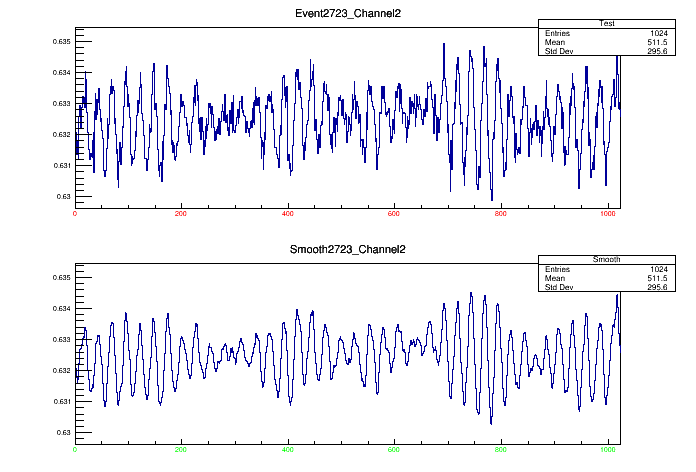 Event2723_Channel2
Test
Entries 1024
Mean 511.5
Std Dev 295.6
0.635
0.634
0.633
0.632
0.631
0.63
0 200 400 600 800 1000
Smooth2723_Channel2
Smooth
Entries 1024
Mean 511.5
Std Dev 295.6
0.635
0.634
0.633
0.632
0.631
0.63
0 200 400 600 800 1000